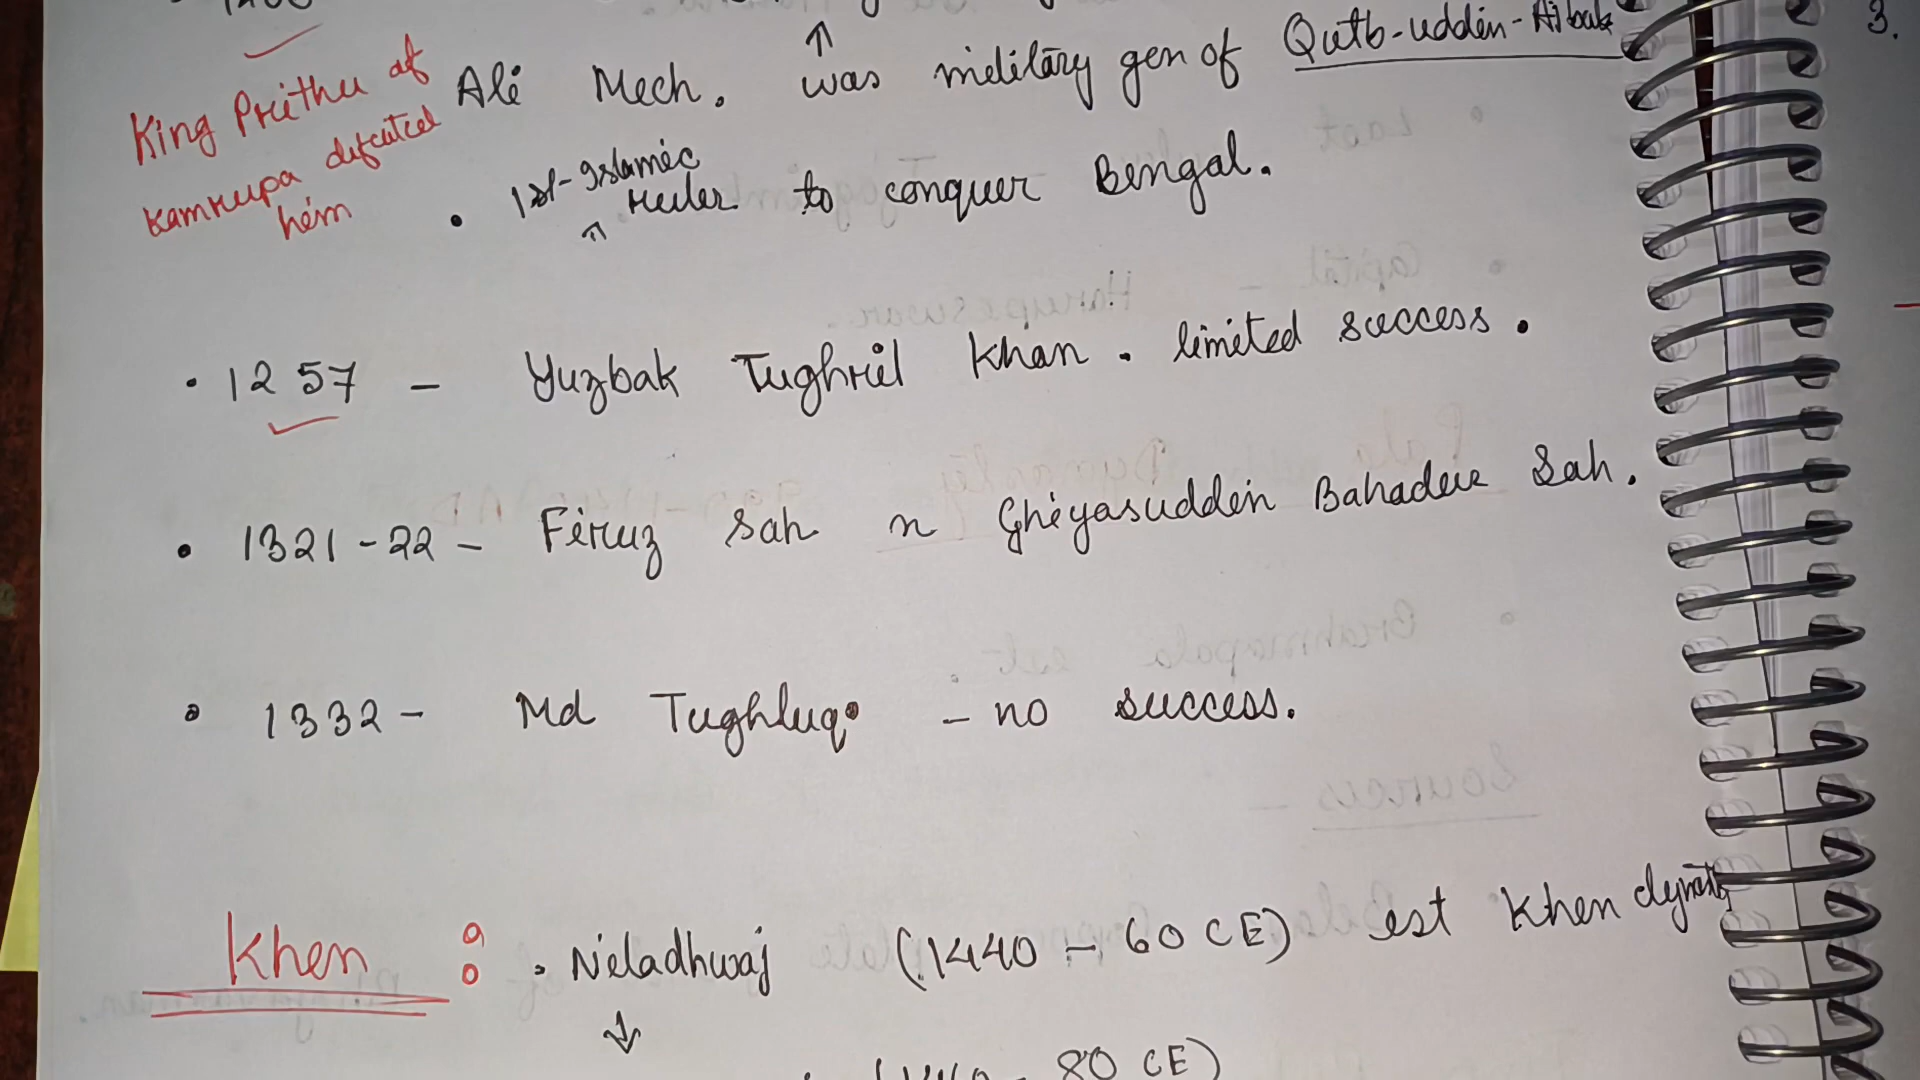 King Prithu of
Kamrupa defeated
him
Ali Mech. was military gen of Qutb-uddin-Aibak
1st-Islamic
ruler to conquer Bengal.
• 1257 - Yuzbak Tughril Khan. limited success.
• 1321-22 - Firuz Sah n Ghiyasuddin Bahadur Sah.
• 1332 - Md Tughluq. - no success.
Khen : • Niladhwaj (1440 - 60 CE) est Khen dynasty
80 CE)
3.